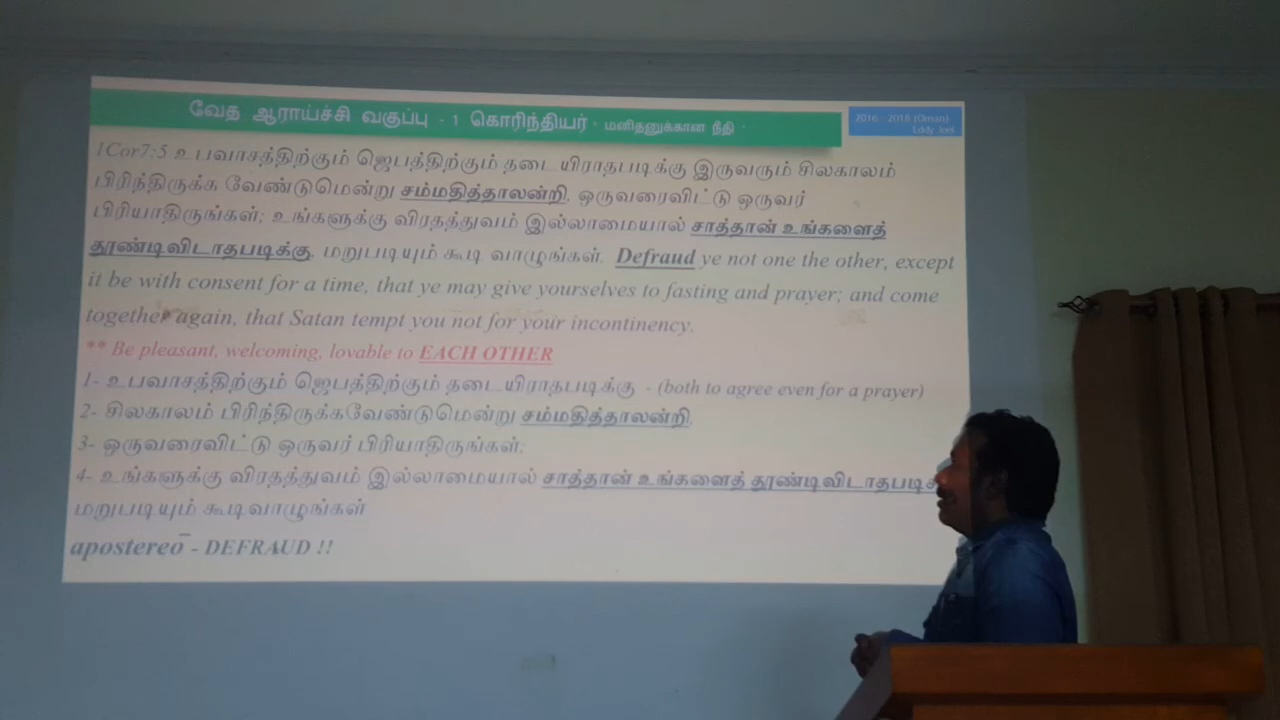 வேத ஆராய்ச்சி வகுப்பு - 1 கொரிந்தியர் - மனிதனுக்கான நீதி -
2016 - 2018 (Oman)
Eddy Joel
1Cor7:5 உபவாசத்திற்கும் ஜெபத்திற்கும் தடை யிராதபடிக்கு இருவரும் சிலகாலம்
பிரிந்திருக்க வேண்டுமென்று சம்மதித்தாலன்றி, ஒருவரைவிட்டு ஒருவர்
பிரியாதிருங்கள்; உங்களுக்கு விரதத்துவம் இல்லாமையால் சாத்தான் உங்களைத்
தூண்டிவிடாதபடிக்கு, மறுபடியும் கூடி வாழுங்கள். Defraud ye not one the other, except
it be with consent for a time, that ye may give yourselves to fasting and prayer; and come
together again, that Satan tempt you not for your incontinency.
** Be pleasant, welcoming, lovable to EACH OTHER
1- உபவாசத்திற்கும் ஜெபத்திற்கும் தடையிராதபடிக்கு - (both to agree even for a prayer)
2- சிலகாலம் பிரிந்திருக்கவேண்டுமென்று சம்மதித்தாலன்றி,
3- ஒருவரைவிட்டு ஒருவர் பிரியாதிருங்கள்;
4- உங்களுக்கு விரதத்துவம் இல்லாமையால் சாத்தான் உங்களைத் தூண்டிவிடாதபடிக்
மறுபடியும் கூடிவாழுங்கள்
apostereō - DEFRAUD !!